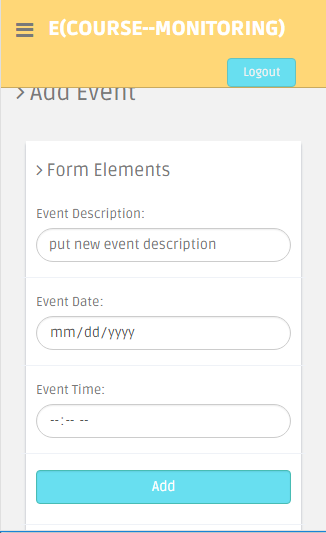 E(COURSE--MONITORING)
Logout
> Add Event
> Form Elements
Event Description:
put new event description
Event Date:
mm/dd/yyyy
Event Time:
--:-- --
Add